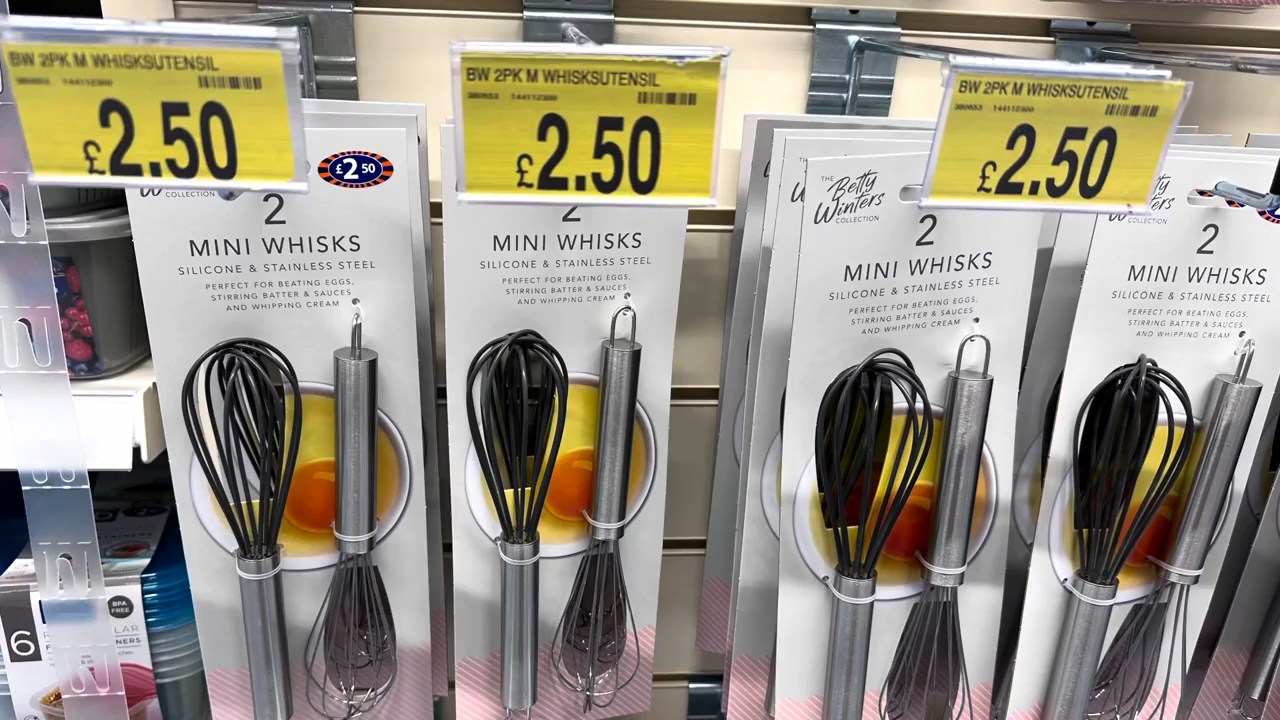 BW 2PK M WHISKSUTENSIL
£2.50
BW 2PK M WHISKSUTENSIL
£2.50
BW 2PK M WHISKSUTENSIL
£2.50
COLLECTION
£2 50
2
MINI WHISKS
SILICONE & STAINLESS STEEL
PERFECT FOR BEATING EGGS,
STIRRING BATTER & SAUCES
AND WHIPPING CREAM
2
MINI WHISKS
SILICONE & STAINLESS STEEL
PERFECT FOR BEATING EGGS,
STIRRING BATTER & SAUCES
AND WHIPPING CREAM
THE
Betty
Winters
COLLECTION
2
MINI WHISKS
SILICONE & STAINLESS STEEL
PERFECT FOR BEATING EGGS,
STIRRING BATTER & SAUCES
AND WHIPPING CREAM
COLLECTION
2
MINI WHISKS
SILICONE & STAINLESS STEEL
PERFECT FOR BEATING EGGS,
STIRRING BATTER & SAUCES
AND WHIPPING CREAM
BPA
FREE
6